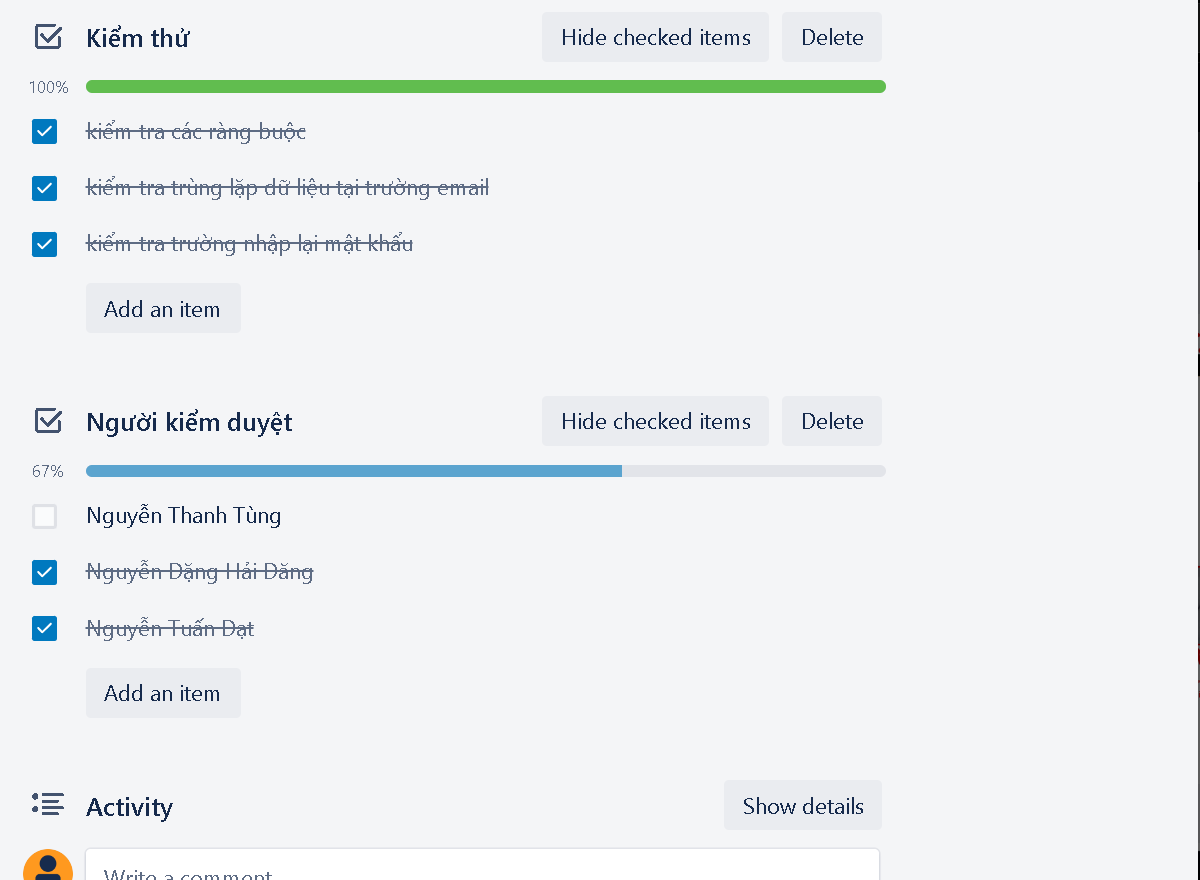 Kiểm thử
Hide checked items
Delete
100%
kiểm tra các ràng buộc
kiểm tra trùng lặp dữ liệu tại trường email
kiểm tra trường nhập lại mật khẩu
Add an item
Người kiểm duyệt
Hide checked items
Delete
67%
Nguyễn Thanh Tùng
Nguyễn Đặng Hải Đăng
Nguyễn Tuấn Đạt
Add an item
Activity
Show details
Write a comment